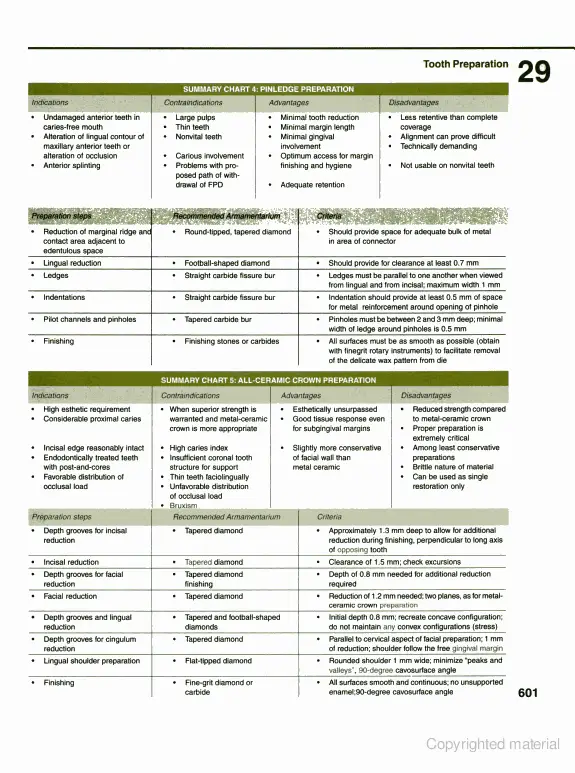 Tooth Preparation 29
SUMMARY CHART 4: PINLEDGE PREPARATION
Indications
• Undamaged anterior teeth in
caries-free mouth
• Alteration of lingual contour of
maxillary anterior teeth or
alteration of occlusion
• Anterior splinting
Contraindications
• Large pulps
• Thin teeth
• Nonvital teeth
• Carious involvement
• Problems with pro-
posed path of with-
drawal of FPD
Advantages
• Minimal tooth reduction
• Minimal margin length
• Minimal gingival
involvement
• Optimum access for margin
finishing and hygiene
• Adequate retention
Disadvantages
• Less retentive than complete
coverage
• Alignment can prove difficult
• Technically demanding
• Not usable on nonvital teeth
Preparation steps Recommended Armamentarium Criteria
• Reduction of marginal ridge and
contact area adjacent to
edentulous space
• Round-tipped, tapered diamond
• Should provide space for adequate bulk of metal
in area of connector
• Lingual reduction
• Football-shaped diamond
• Should provide for clearance at least 0.7 mm
• Ledges
• Straight carbide fissure bur
• Ledges must be parallel to one another when viewed
from lingual and from incisal; maximum width 1 mm
• Indentations
• Straight carbide fissure bur
• Indentation should provide at least 0.5 mm of space
for metal reinforcement around opening of pinhole
• Pilot channels and pinholes
• Tapered carbide bur
• Pinholes must be between 2 and 3 mm deep; minimal
width of ledge around pinholes is 0.5 mm
• Finishing
• Finishing stones or carbides
• All surfaces must be as smooth as possible (obtain
with finegrit rotary instruments) to facilitate removal
of the delicate wax pattern from die
SUMMARY CHART 5: ALL-CERAMIC CROWN PREPARATION
Indications
• High esthetic requirement
• Considerable proximal caries
• Incisal edge reasonably intact
• Endodontically treated teeth
with post-and-cores
• Favorable distribution of
occlusal load
Contraindications
• When superior strength is
warranted and metal-ceramic
crown is more appropriate
• High caries index
• Insufficient coronal tooth
structure for support
• Thin teeth faciolingually
• Unfavorable distribution
of occlusal load
• Bruxism
Advantages
• Esthetically unsurpassed
• Good tissue response even
for subgingival margins
• Slightly more conservative
of facial wall than
metal ceramic
Disadvantages
• Reduced strength compared
to metal-ceramic crown
• Proper preparation is
extremely critical
• Among least conservative
preparations
• Brittle nature of material
• Can be used as single
restoration only
Preparation steps Recommended Armamentarium Criteria
• Depth grooves for incisal
reduction
• Tapered diamond
• Approximately 1.3 mm deep to allow for additional
reduction during finishing, perpendicular to long axis
of opposing tooth
• Incisal reduction
• Tapered diamond
• Clearance of 1.5 mm; check excursions
• Depth grooves for facial
reduction
• Tapered diamond
finishing
• Depth of 0.8 mm needed for additional reduction
required
• Facial reduction
• Tapered diamond
• Reduction of 1.2 mm needed; two planes, as for metal-
ceramic crown preparation
• Depth grooves and lingual
reduction
• Tapered and football-shaped
diamonds
• Initial depth 0.8 mm; recreate concave configuration;
do not maintain any convex configurations (stress)
• Depth grooves for cingulum
reduction
• Tapered diamond
• Parallel to cervical aspect of facial preparation; 1 mm
of reduction; shoulder follow the free gingival margin
• Lingual shoulder preparation
• Flat-tipped diamond
• Rounded shoulder 1 mm wide; minimize "peaks and
valleys", 90-degree cavosurface angle
• Finishing
• Fine-grit diamond or
carbide
• All surfaces smooth and continuous; no unsupported
enamel;90-degree cavosurface angle
601
Copyrighted material